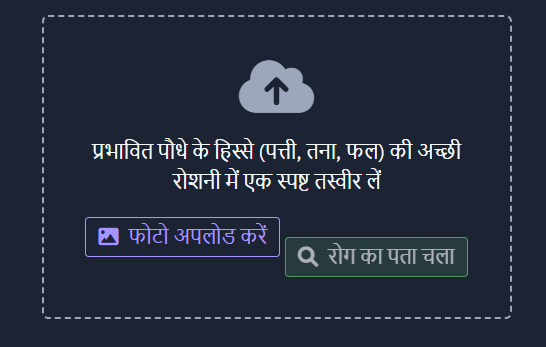 प्रभावित पौधे के हिस्से (पत्ती, तना, फल) की अच्छी
रोशनी में एक स्पष्ट तस्वीर लें
फोटो अपलोड करें
रोग का पता चला